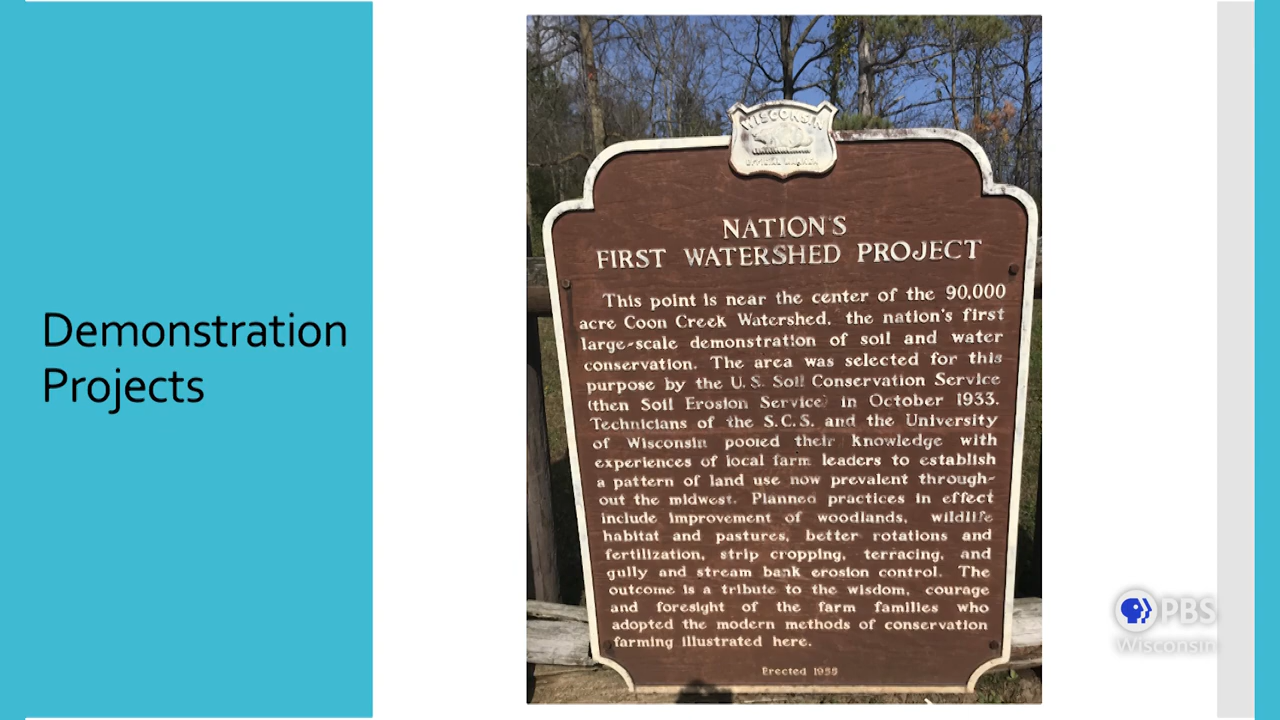 Demonstration
Projects
WISCONSIN
OFFICIAL MARKER
NATION'S
FIRST WATERSHED PROJECT
This point is near the center of the 90,000
acre Coon Creek Watershed, the nation's first
large-scale demonstration of soil and water
conservation. The area was selected for this
purpose by the U.S. Soil Conservation Service
(then Soil Erosion Service) in October 1933.
Technicians of the S.C.S. and the University
of Wisconsin pooled their knowledge with
experiences of local farm leaders to establish
a pattern of land use now prevalent through-
out the midwest. Planned practices in effect
include improvement of woodlands, wildlife
habitat and pastures, better rotations and
fertilization, strip cropping, terracing, and
gully and stream bank erosion control. The
outcome is a tribute to the wisdom, courage
and foresight of the farm families who
adopted the modern methods of conservation
farming illustrated here.
Erected 1955
PBS
Wisconsin